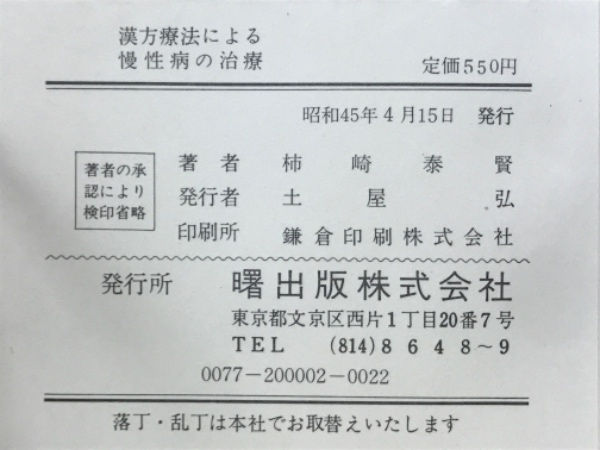 漢方療法による
慢性病の治療
定価550円
昭和45年4月15日 発行
著者の承
認により
検印省略
著者 柿崎泰賢
発行者 土屋弘
印刷所 鎌倉印刷株式会社
発行所 曙出版株式会社
東京都文京区西片1丁目20番7号
TEL (814)8648～9
0077-200002-0022
落丁・乱丁は本社でお取替えいたします